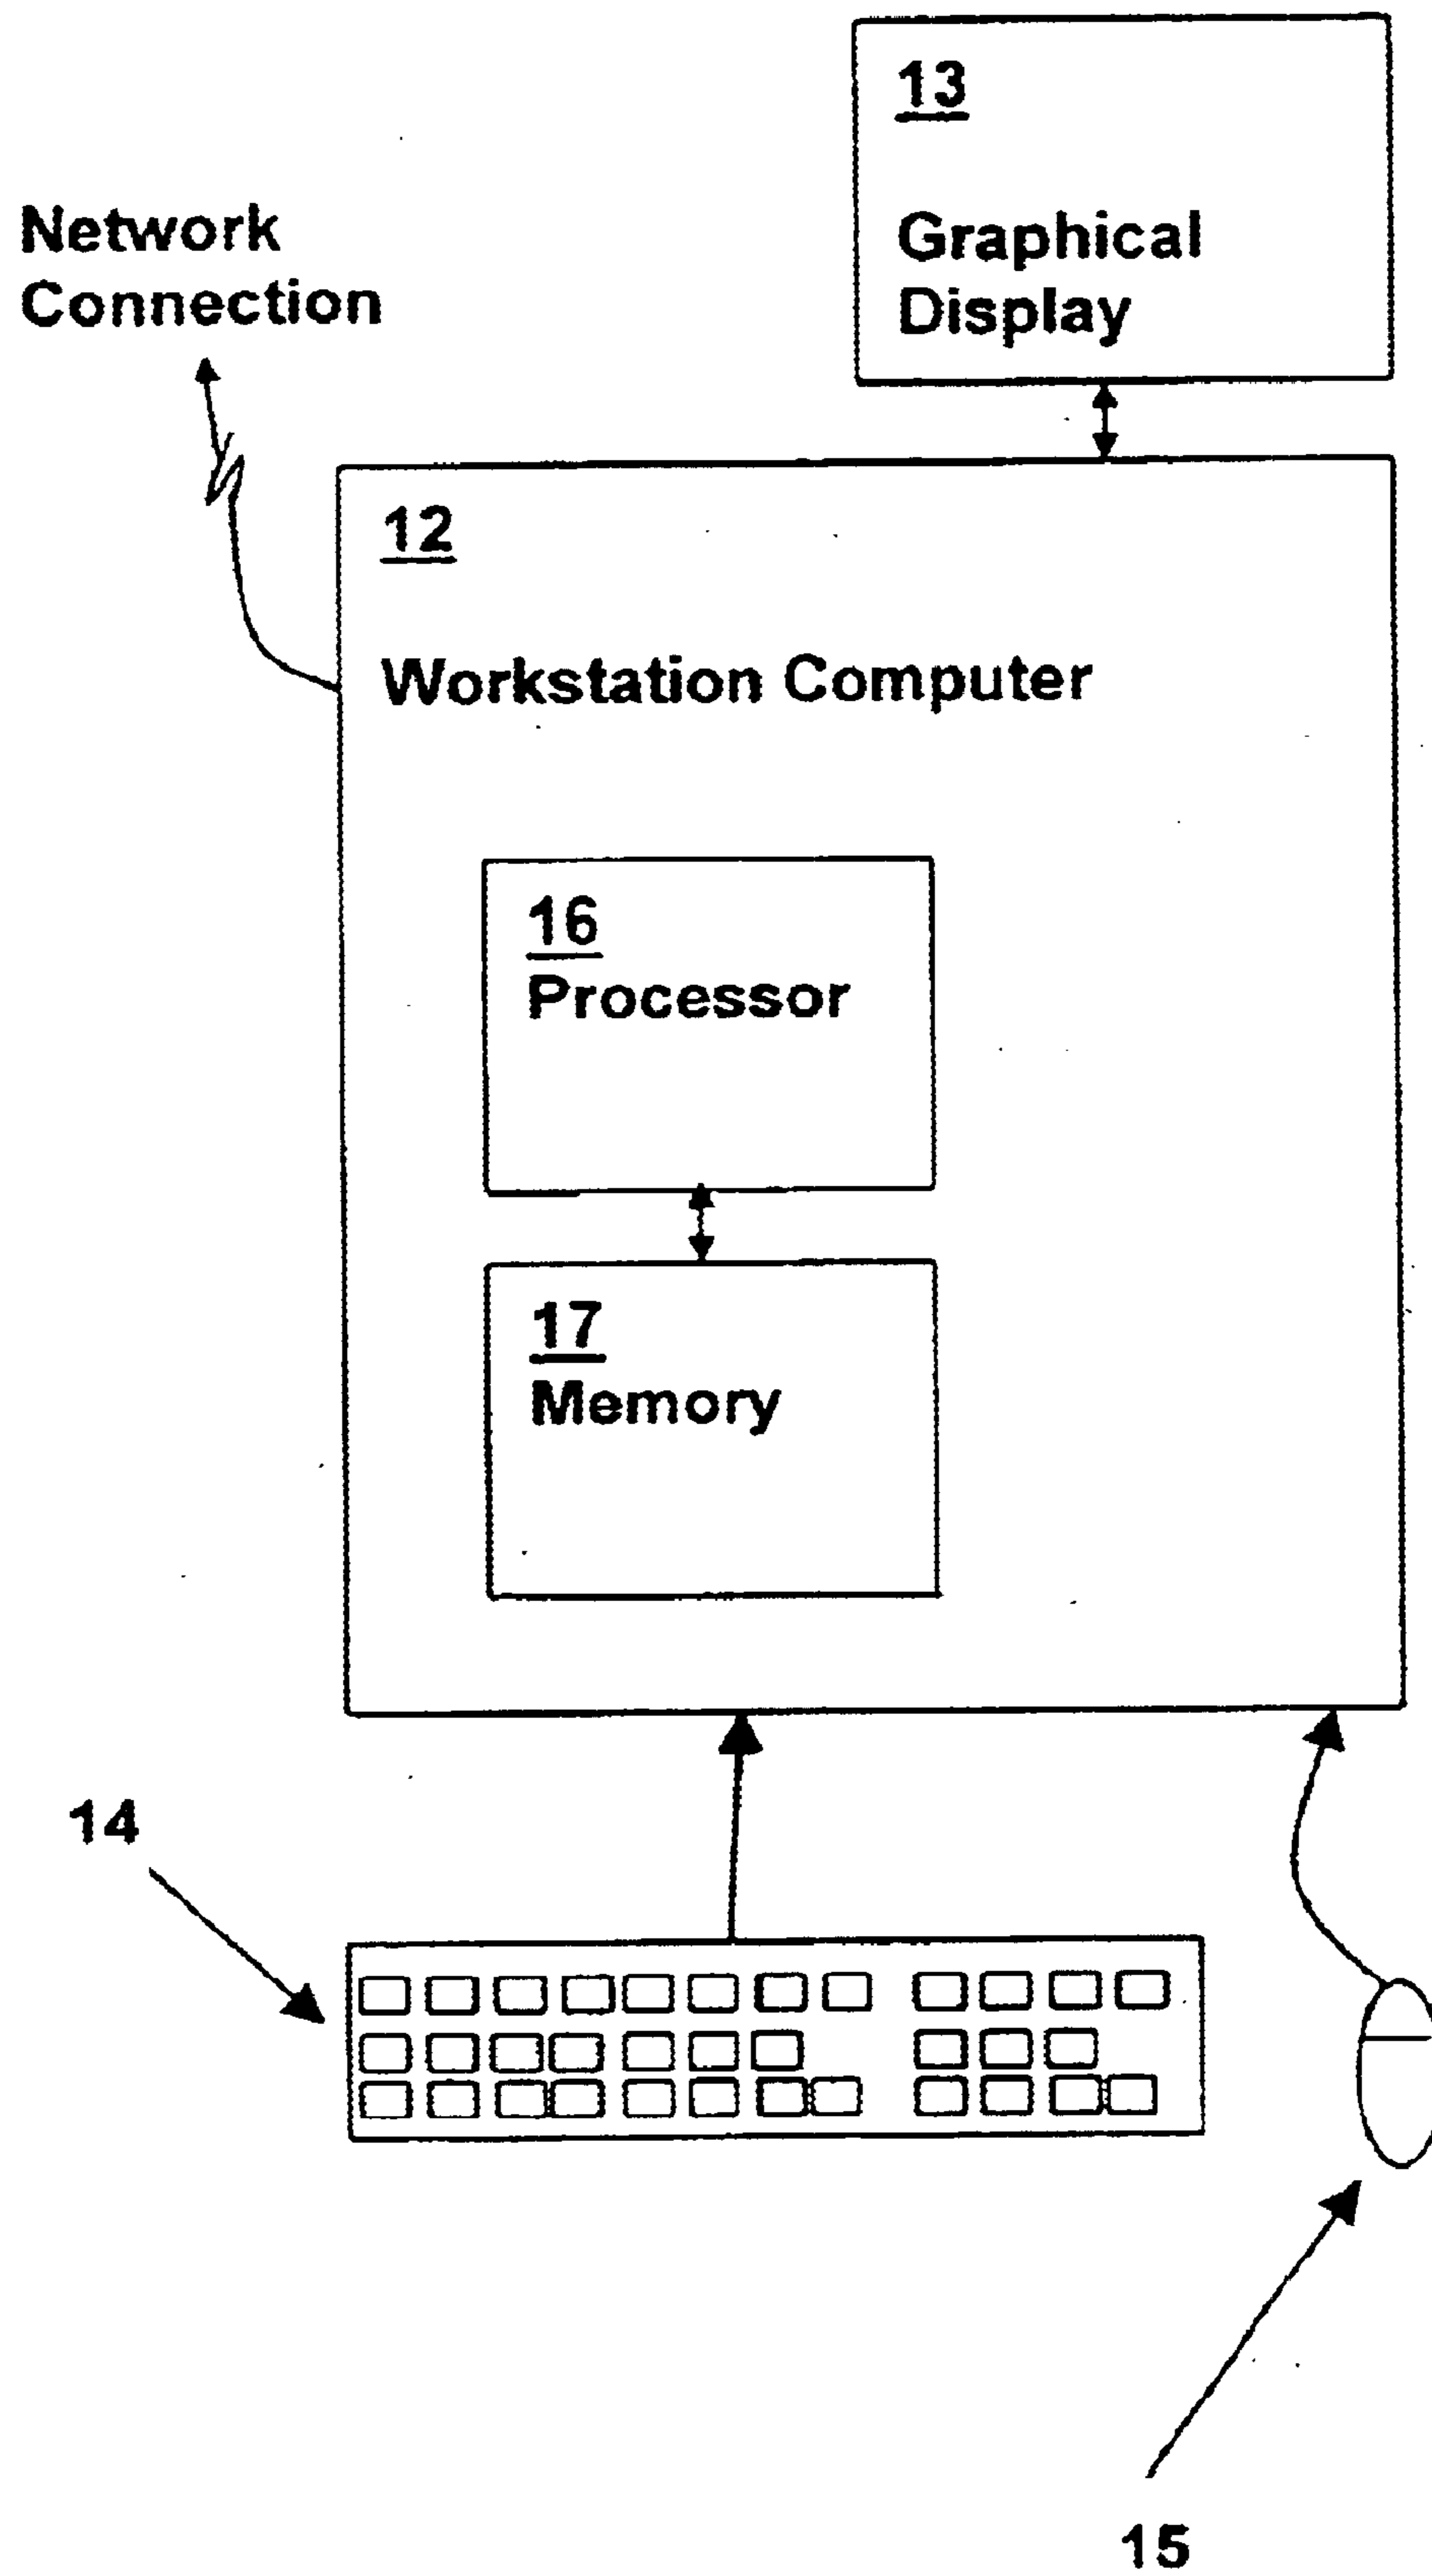 13
Graphical
Display
Network
Connection
12
Workstation Computer
16
Processor
17
Memory
14
15